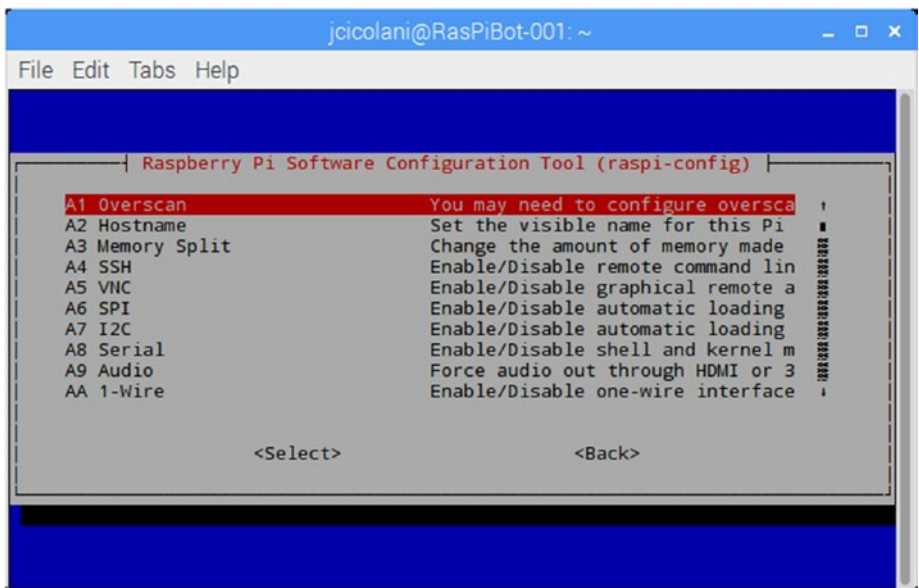 jcicolani@RasPiBot-001: ~
File Edit Tabs Help
Raspberry Pi Software Configuration Tool (raspi-config)
A1 Overscan You may need to configure oversca
A2 Hostname Set the visible name for this Pi
A3 Memory Split Change the amount of memory made
A4 SSH Enable/Disable remote command lin
A5 VNC Enable/Disable graphical remote a
A6 SPI Enable/Disable automatic loading
A7 I2C Enable/Disable automatic loading
A8 Serial Enable/Disable shell and kernel m
A9 Audio Force audio out through HDMI or 3
AA 1-Wire Enable/Disable one-wire interface
<Select> <Back>